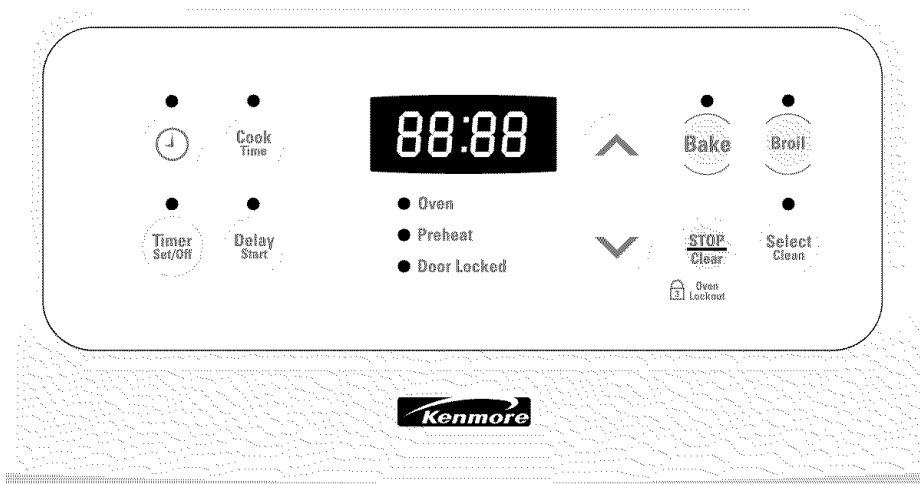 Cook
Time
88:88
Bake
Broil
Oven
Preheat
Door Locked
Timer
Set/Off
Delay
Start
STOP
Clear
Select
Clean
3
Oven
Lockout
Kenmore